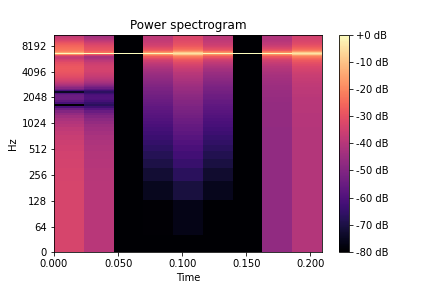 Power spectrogram
8192
4096
2048
1024
512
256
128
64
0
Hz
0.000 0.050 0.100 0.150 0.200
Time
+0 dB
-10 dB
-20 dB
-30 dB
-40 dB
-50 dB
-60 dB
-70 dB
-80 dB